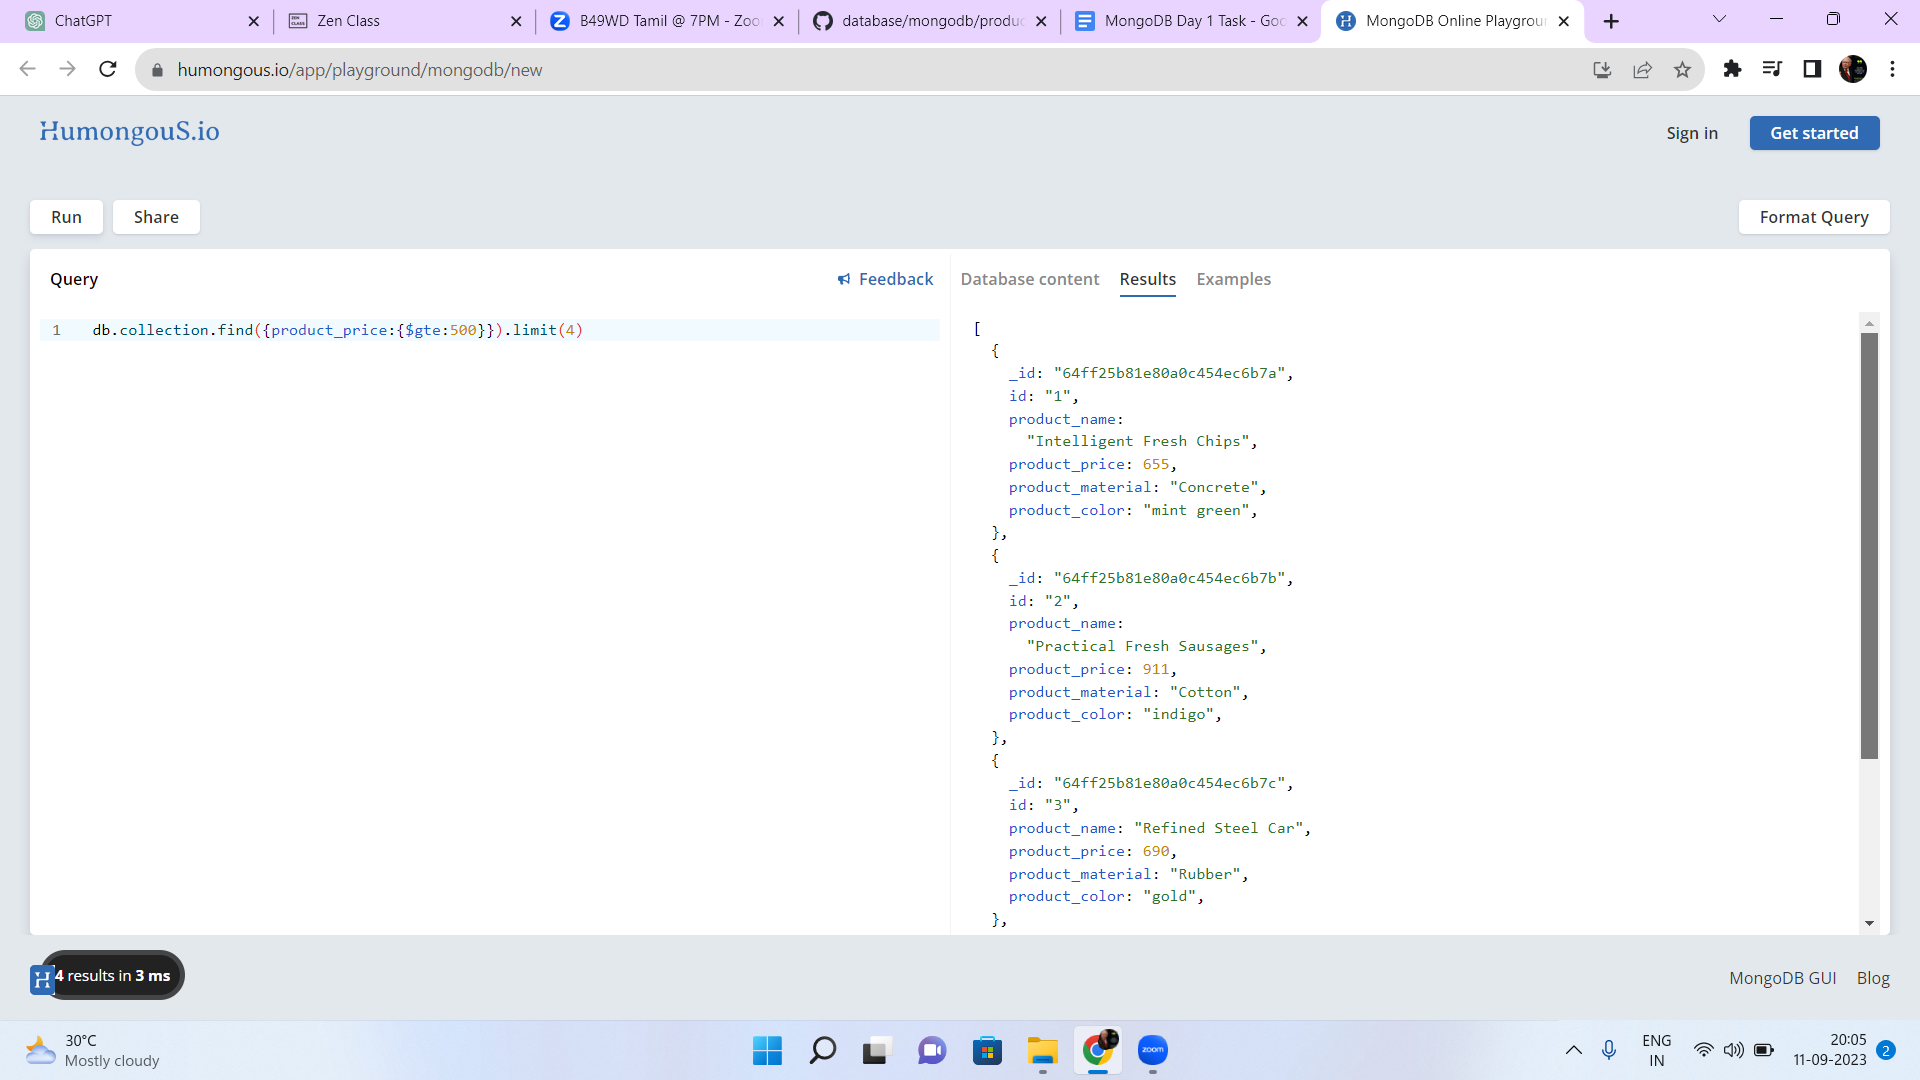 ChatGPT
Zen Class
B49WD Tamil @ 7PM - Zoo
database/mongodb/produc
MongoDB Day 1 Task - Goo
MongoDB Online Playgroun
humongous.io/app/playground/mongodb/new
HumongouS.io
Sign in
Get started
Run
Share
Format Query
Query
Feedback
Database content
Results
Examples
1 db.collection.find({product_price:{$gte:500}}).limit(4)
[
{
_id: "64ff25b81e80a0c454ec6b7a",
id: "1",
product_name:
"Intelligent Fresh Chips",
product_price: 655,
product_material: "Concrete",
product_color: "mint green",
},
{
_id: "64ff25b81e80a0c454ec6b7b",
id: "2",
product_name:
"Practical Fresh Sausages",
product_price: 911,
product_material: "Cotton",
product_color: "indigo",
},
{
_id: "64ff25b81e80a0c454ec6b7c",
id: "3",
product_name: "Refined Steel Car",
product_price: 690,
product_material: "Rubber",
product_color: "gold",
},
H
4 results in 3 ms
MongoDB GUI
Blog
30°C
Mostly cloudy
zoom
ENG
IN
20:05
11-09-2023
2